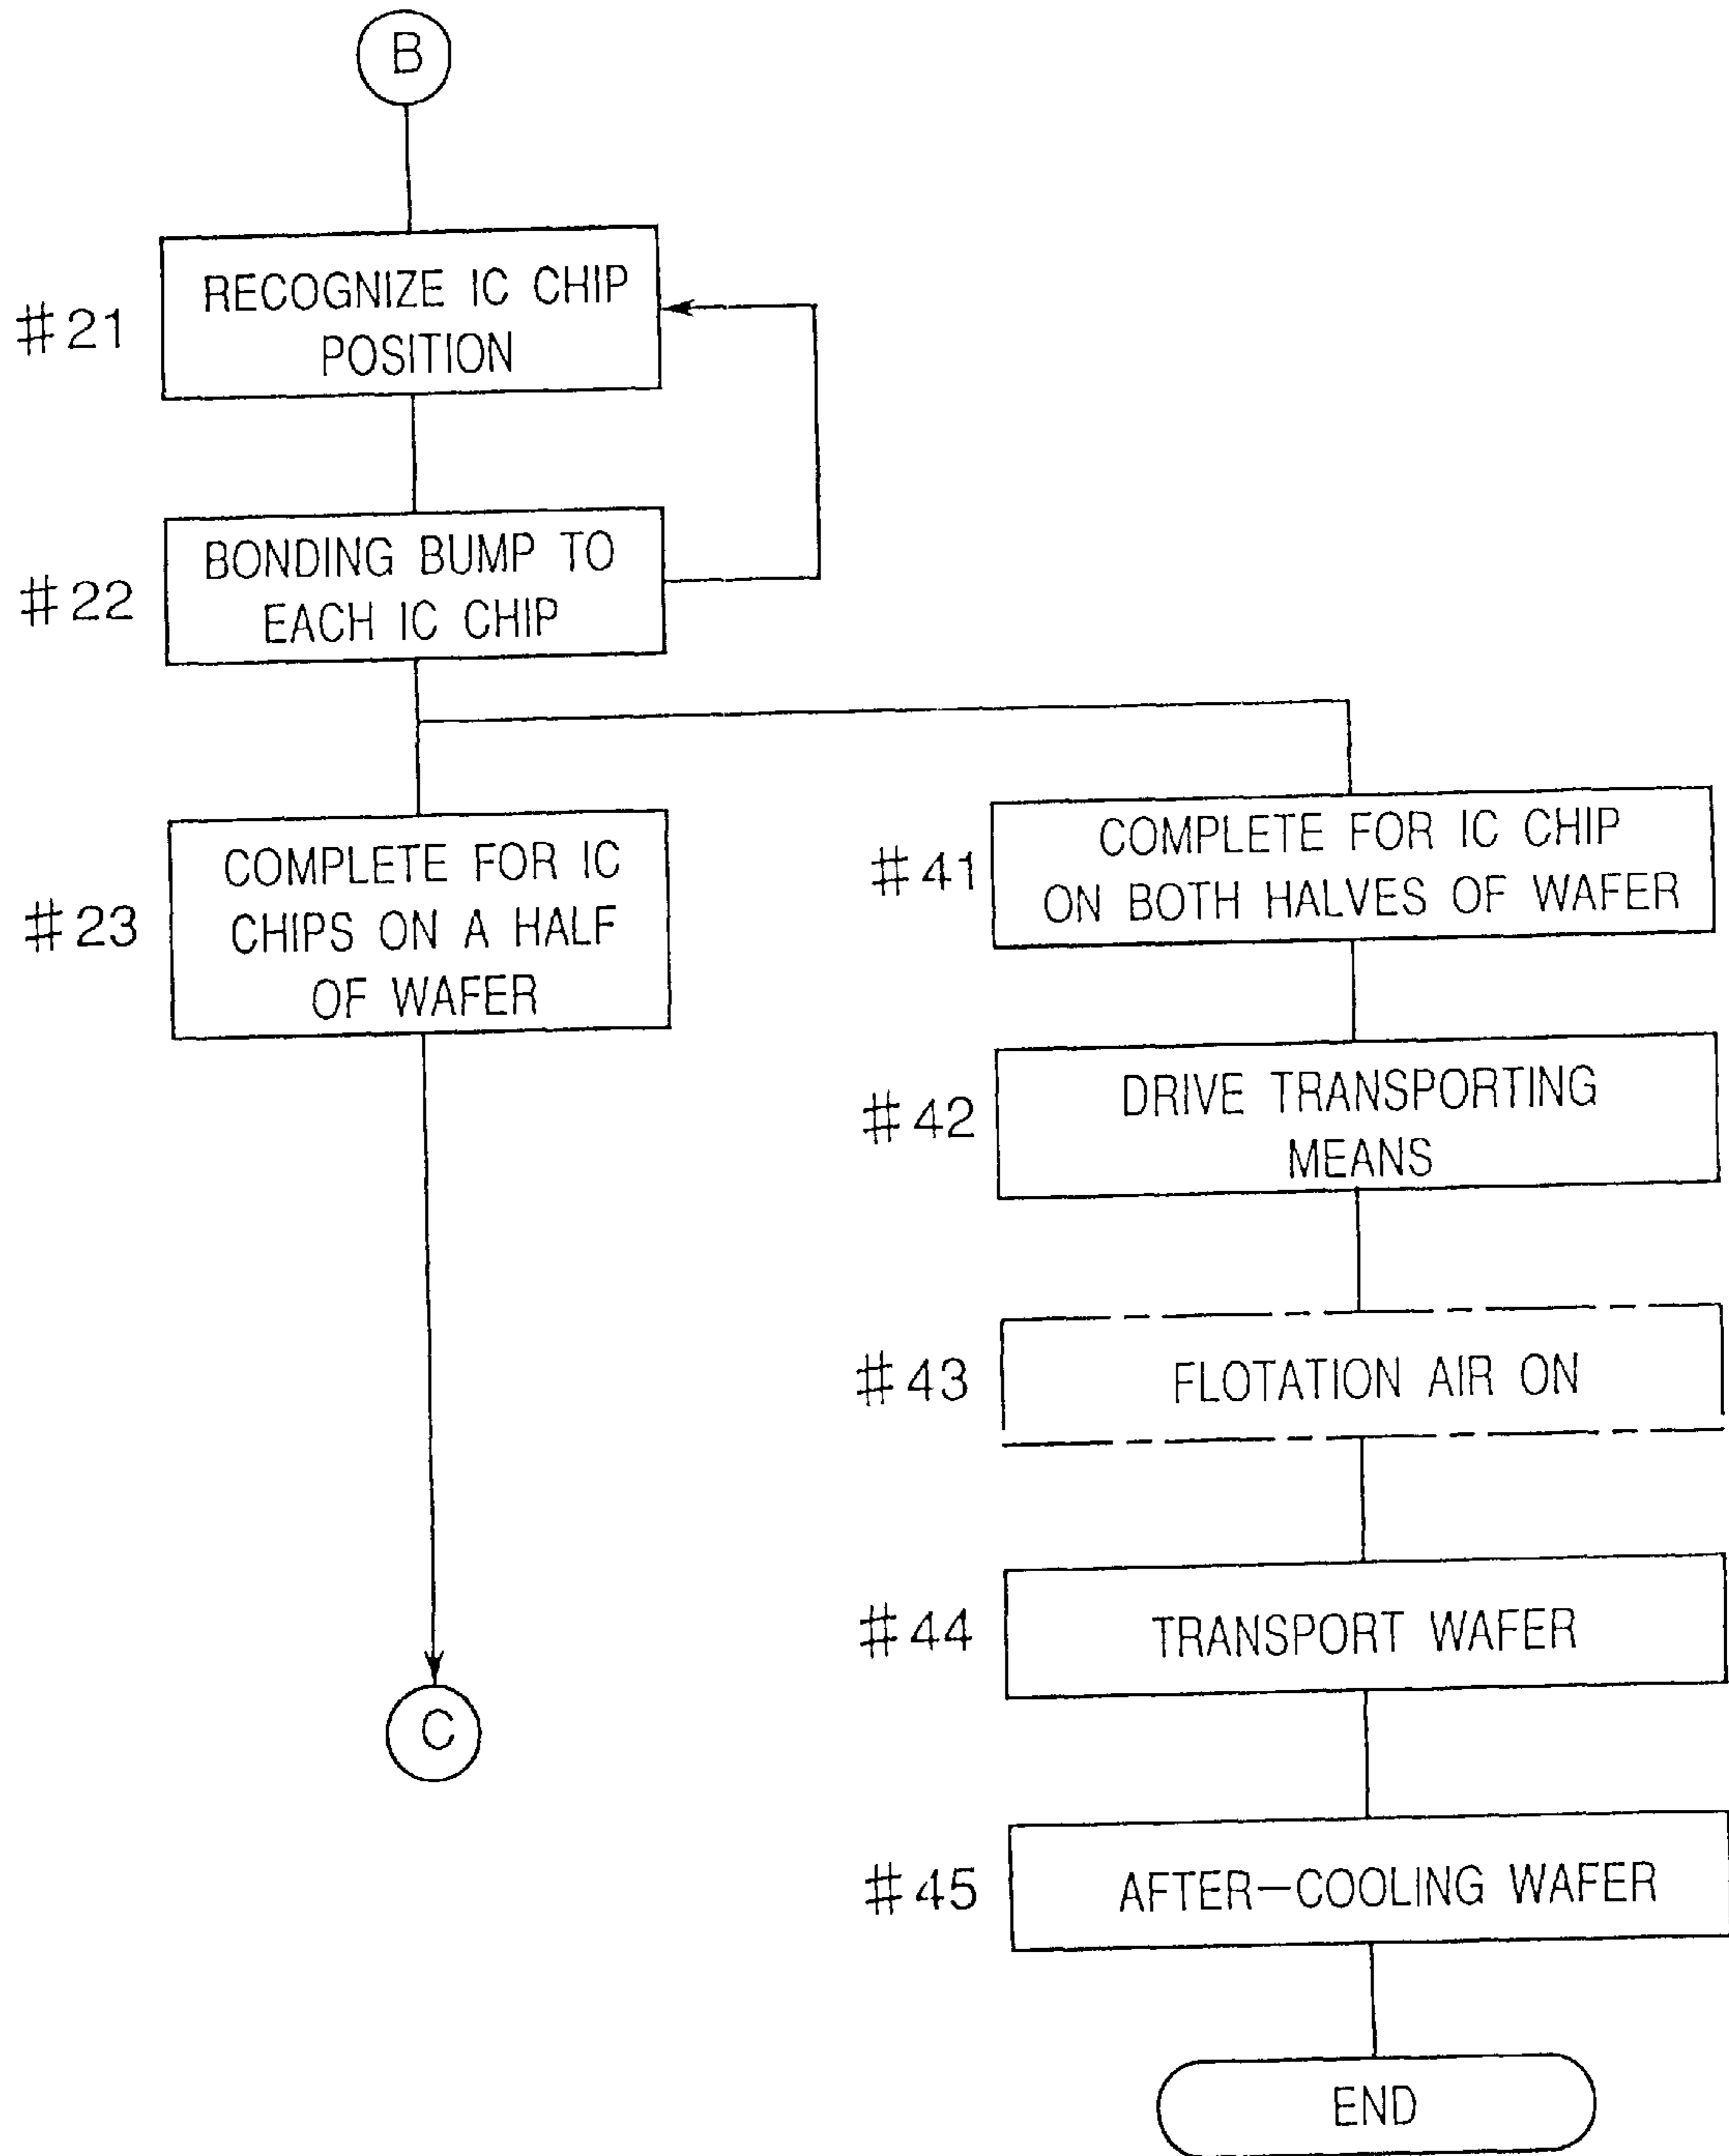 B
#21
RECOGNIZE IC CHIP
POSITION
#22
BONDING BUMP TO
EACH IC CHIP
#23
COMPLETE FOR IC
CHIPS ON A HALF
OF WAFER
C
#41
COMPLETE FOR IC CHIP
ON BOTH HALVES OF WAFER
#42
DRIVE TRANSPORTING
MEANS
#43
FLOTATION AIR ON
#44
TRANSPORT WAFER
#45
AFTER-COOLING WAFER
END